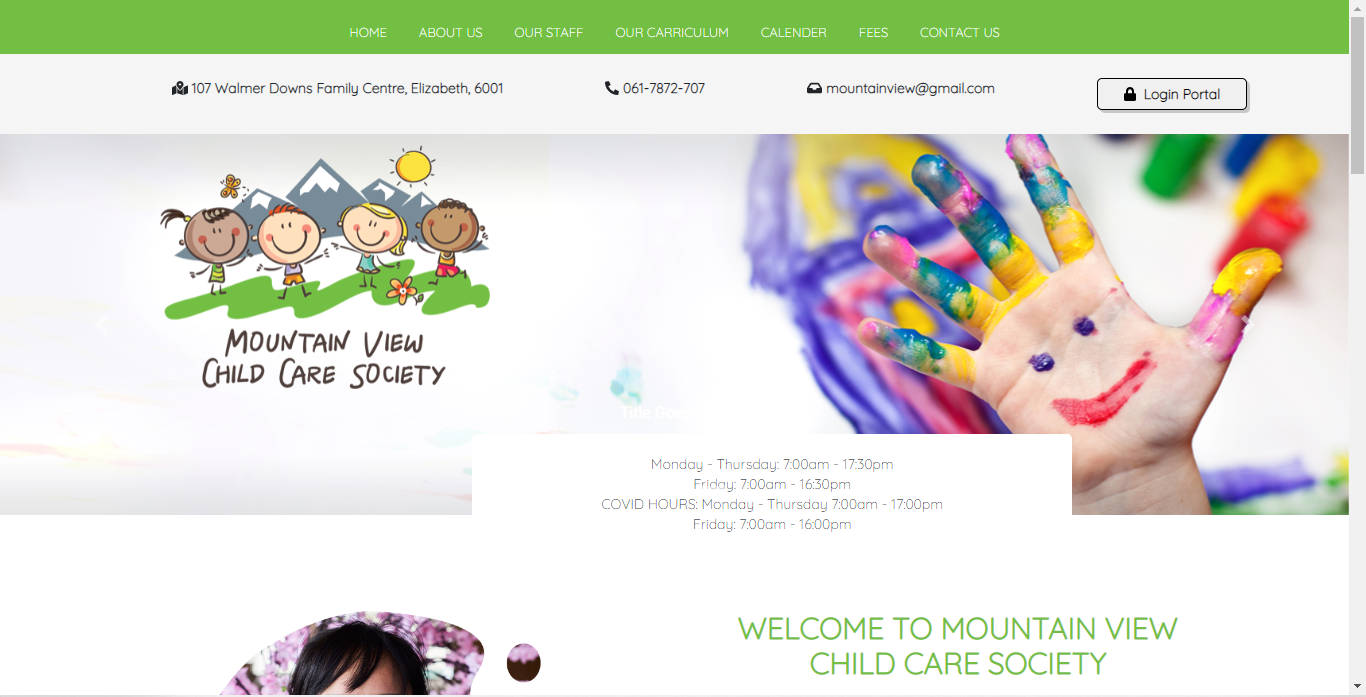 HOME ABOUT US OUR STAFF OUR CARRICULUM CALENDER FEES CONTACT US
107 Walmer Downs Family Centre, Elizabeth, 6001 061-7872-707 mountainview@gmail.com Login Portal
MOUNTAIN VIEW
CHILD CARE SOCIETY
Title Goes
Monday - Thursday: 7:00am - 17:30pm
Friday: 7:00am - 16:30pm
COVID HOURS: Monday - Thursday 7:00am - 17:00pm
Friday: 7:00am - 16:00pm
WELCOME TO MOUNTAIN VIEW
CHILD CARE SOCIETY